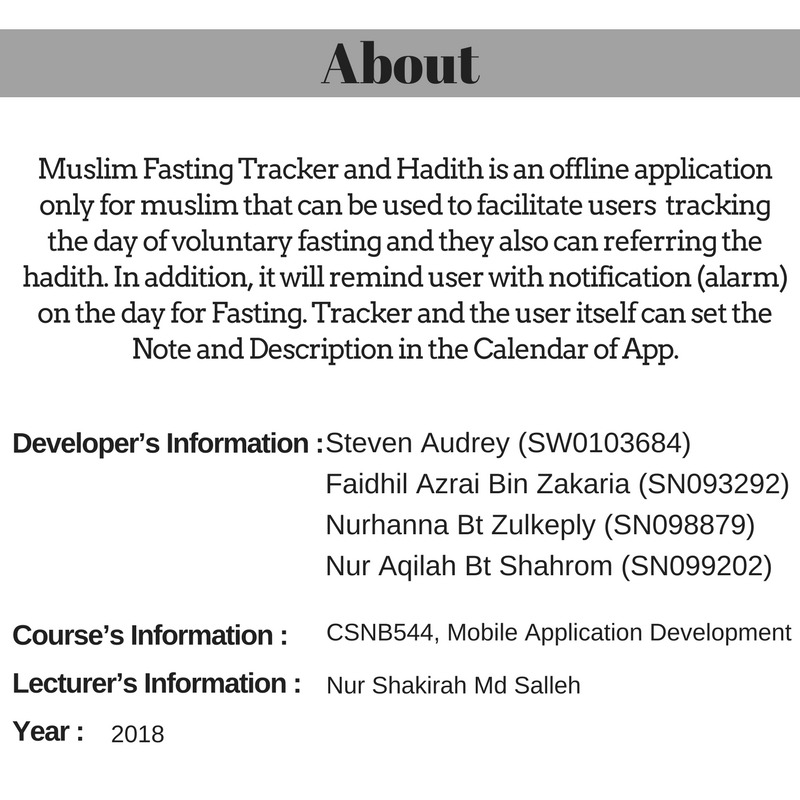 About
Muslim Fasting Tracker and Hadith is an offline application
only for muslim that can be used to facilitate users tracking
the day of voluntary fasting and they also can referring the
hadith. In addition, it will remind user with notification (alarm)
on the day for Fasting. Tracker and the user itself can set the
Note and Description in the Calendar of App.
Developer's Information : Steven Audrey (SW0103684)
Faidhil Azrai Bin Zakaria (SN093292)
Nurhanna Bt Zulkeply (SN098879)
Nur Aqilah Bt Shahrom (SN099202)
Course's Information : CSNB544, Mobile Application Development
Lecturer's Information : Nur Shakirah Md Salleh
Year : 2018